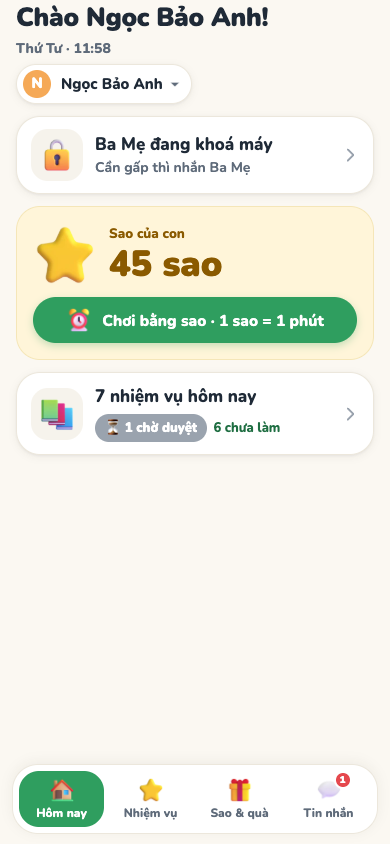 Chào Ngọc Bảo Anh!
Thứ Tư · 11:58
N Ngọc Bảo Anh
Ba Mẹ đang khoá máy
Cần gấp thì nhắn Ba Mẹ
Sao của con
45 sao
Chơi bằng sao · 1 sao = 1 phút
7 nhiệm vụ hôm nay
1 chờ duyệt 6 chưa làm
1
Hôm nay Nhiệm vụ Sao & quà Tin nhắn